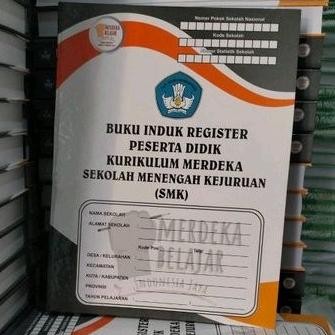 MERDEKA
BELAJAR
Nomor Pokok Sekolah Nasional
Kode Sekolah
Nomor Statistik Sekolah
BUKU INDUK REGISTER
PESERTA DIDIK
KURIKULUM MERDEKA
SEKOLAH MENENGAH KEJURUAN
(SMK)
NAMA SEKOLAH
ALAMAT SEKOLAH
Kode Pos Telp
DESA / KELURAHAN
KECAMATAN
KOTA / KABUPATEN
PROVINSI
TAHUN PELAJARAN
MERDEKA
BELAJAR
INDONESIA JAYA